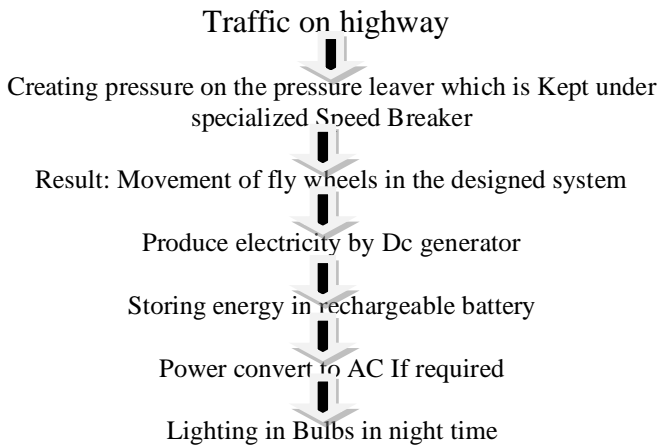 Traffic on highway
Creating pressure on the pressure leaver which is Kept under
specialized Speed Breaker
Result: Movement of fly wheels in the designed system
Produce electricity by Dc generator
Storing energy in rechargeable battery
Power convert to AC If required
Lighting in Bulbs in night time